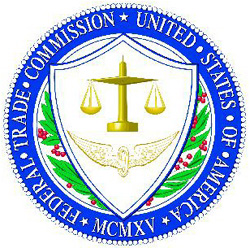 FEDERAL TRADE COMMISSION
UNITED STATES OF AMERICA
MCMXV